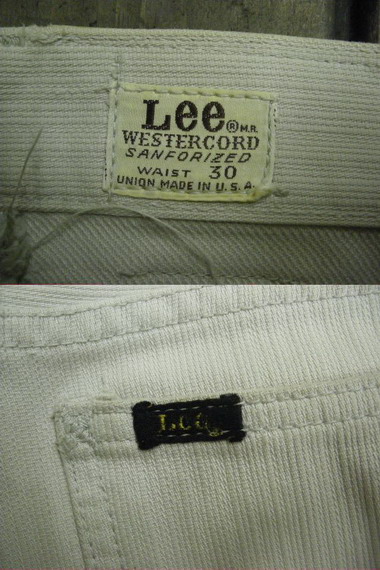 Lee® M.R.
WESTERCORD
SANFORIZED
WAIST 30
UNION MADE IN U.S.A.
Lee